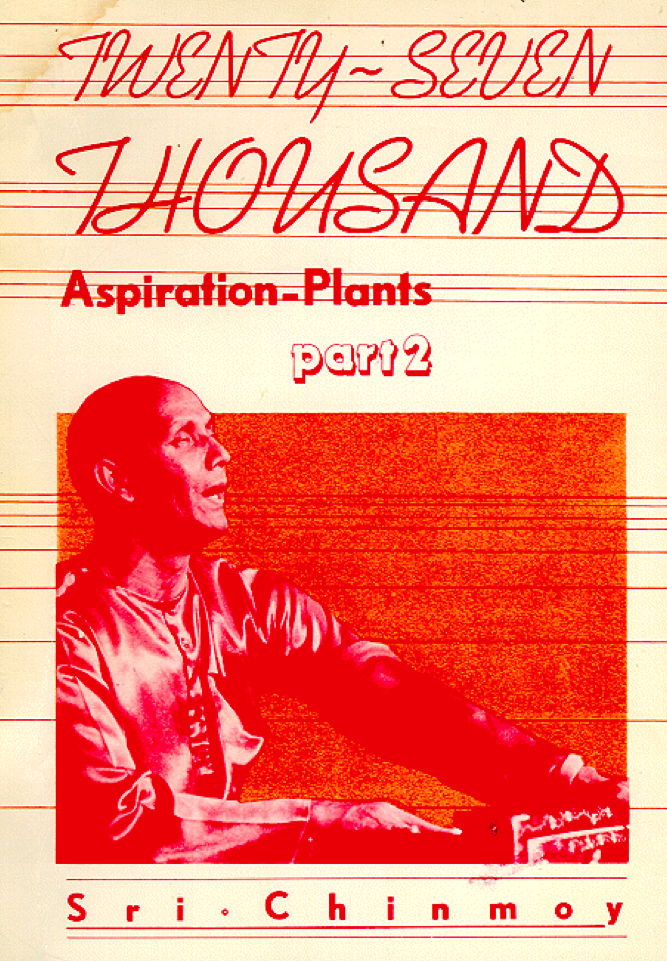 TWENTY~SEVEN
THOUSAND
Aspiration-Plants
part 2
Sri Chinmoy